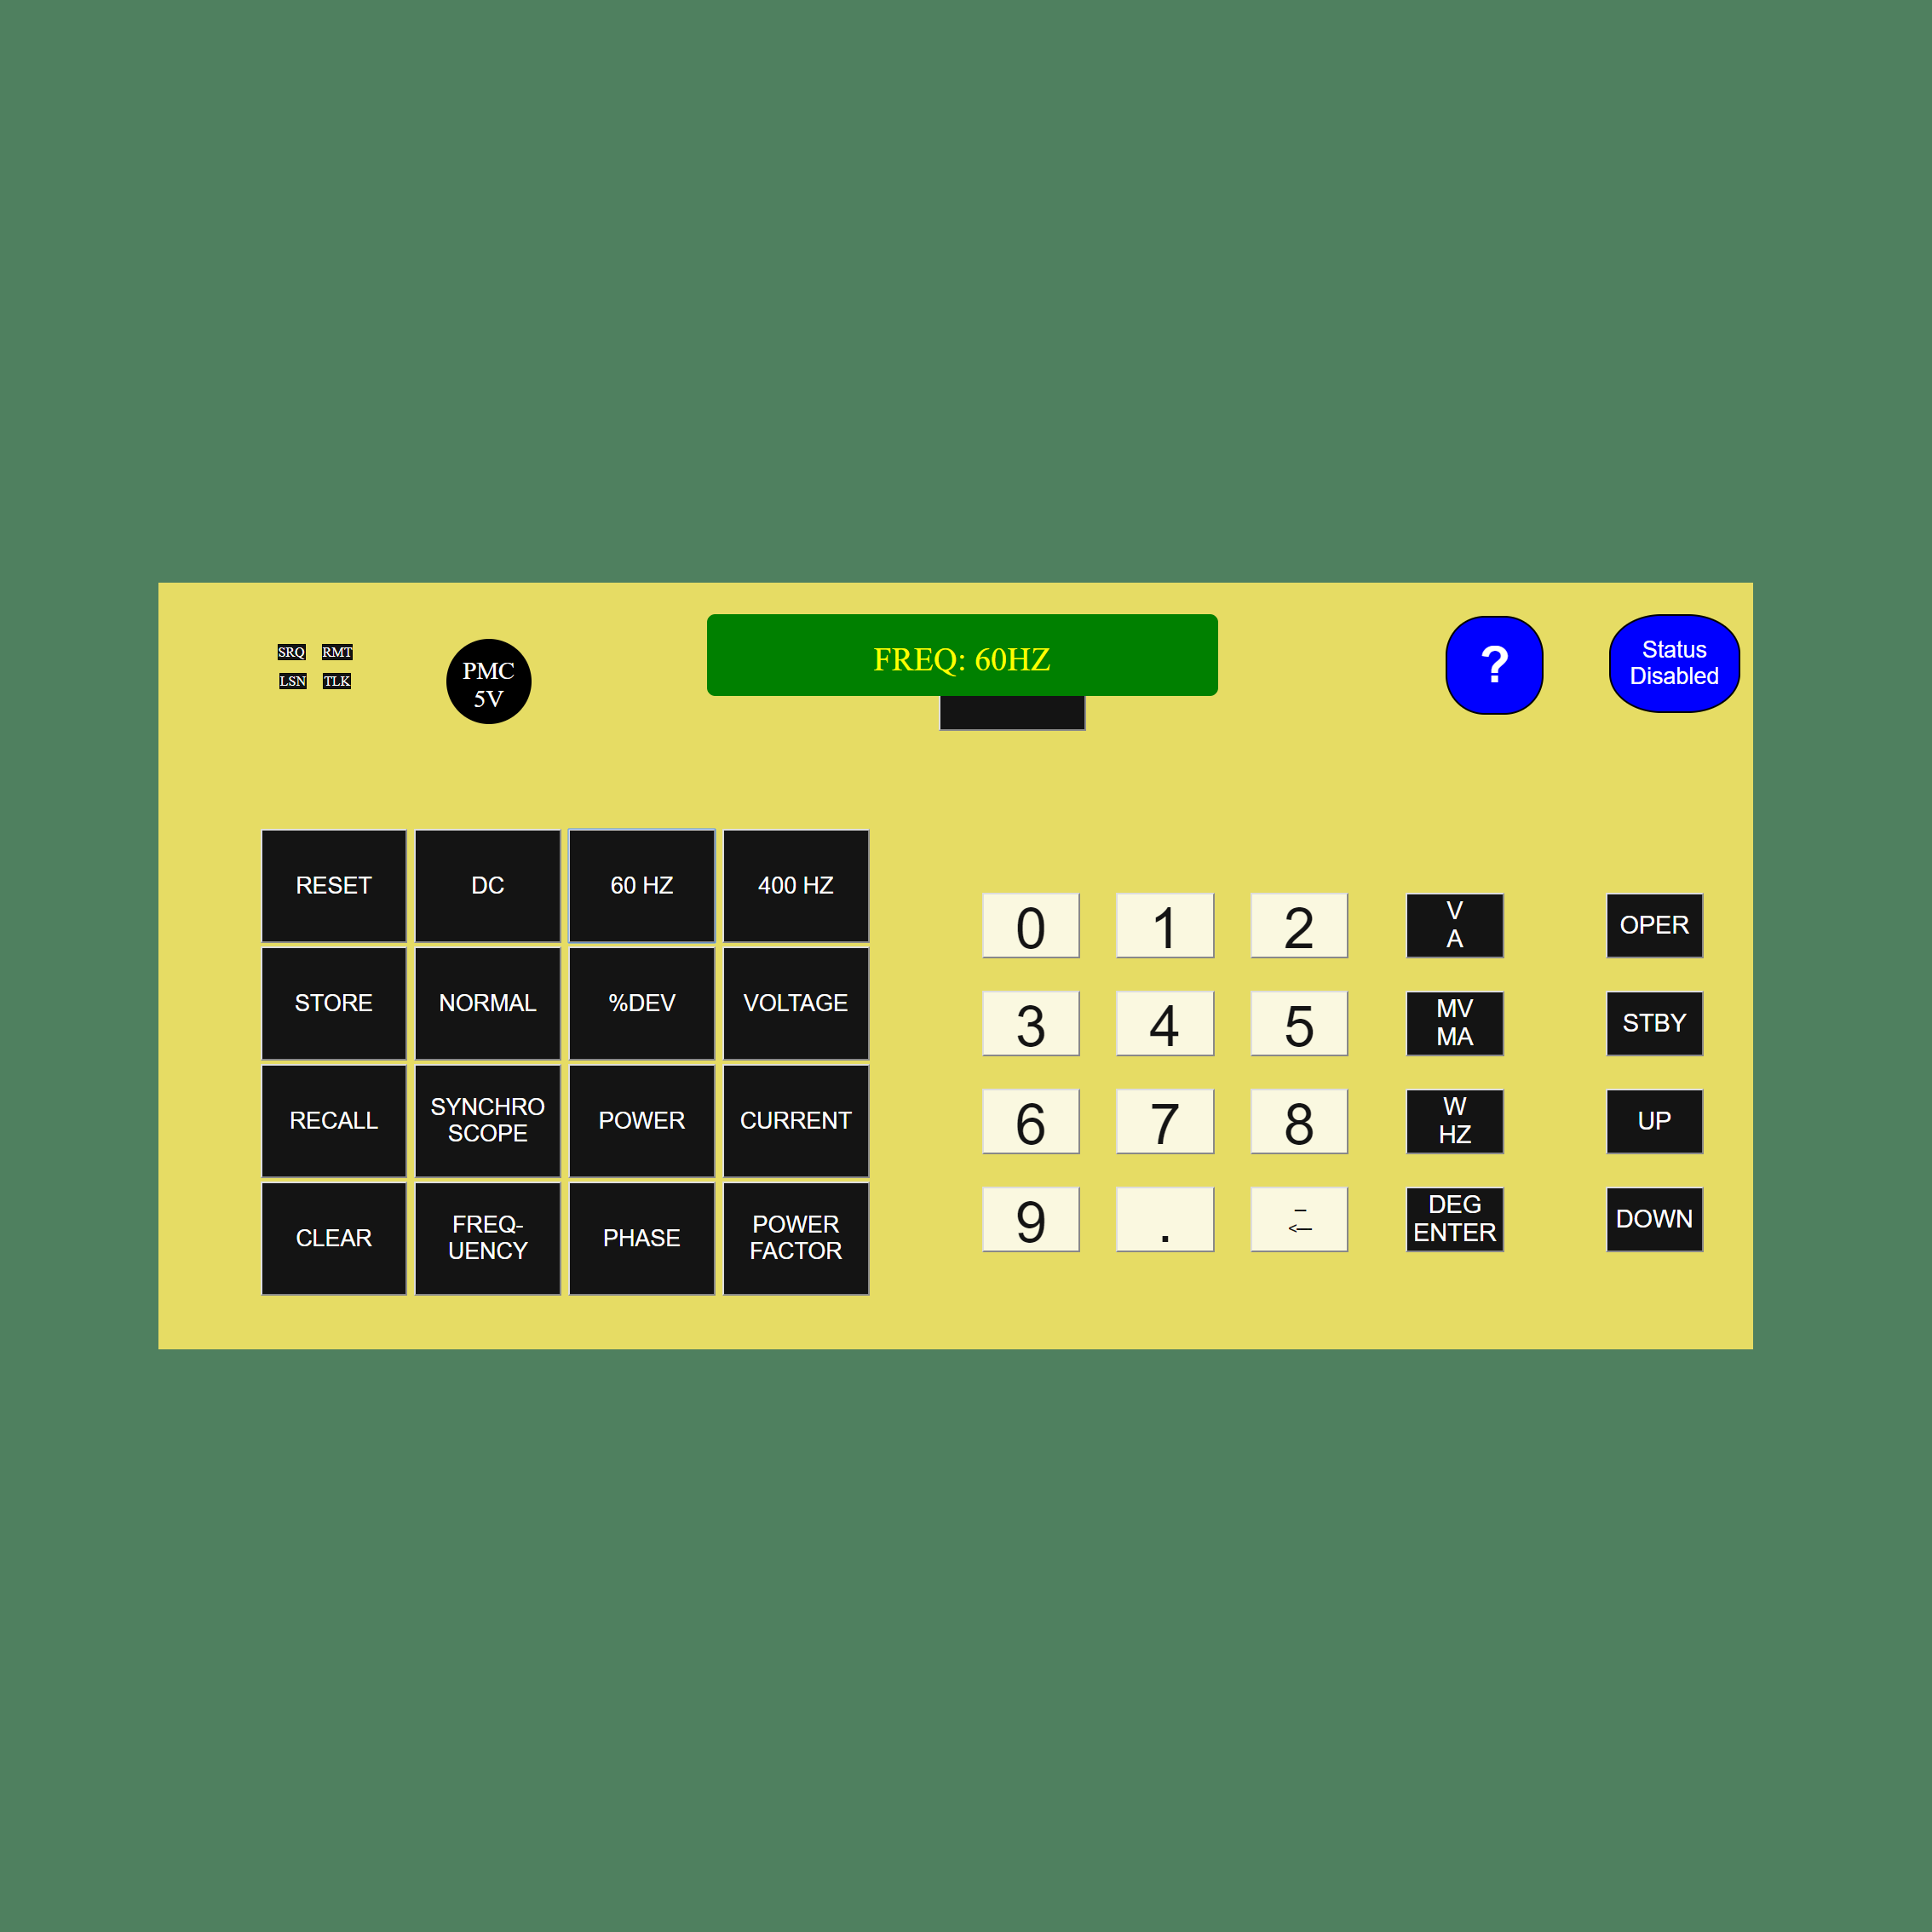 SRQ RMT
LSN TLK
PMC
5V
FREQ: 60HZ
?
Status
Disabled
RESET DC 60 HZ 400 HZ
STORE NORMAL %DEV VOLTAGE
RECALL SYNCHRO
SCOPE POWER CURRENT
CLEAR FREQ-
UENCY PHASE POWER
FACTOR
0 1 2 V
A OPER
3 4 5 MV
MA STBY
6 7 8 W
HZ UP
9 . –
<— DEG
ENTER DOWN